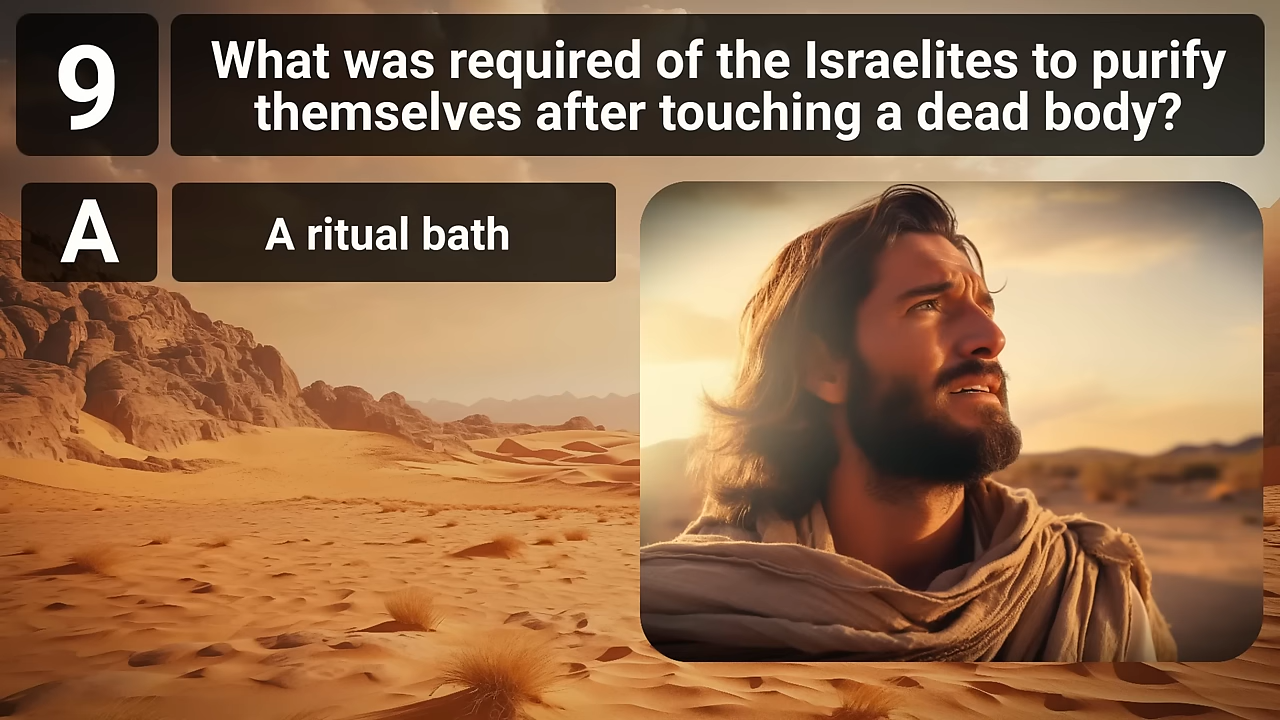 9
What was required of the Israelites to purify
themselves after touching a dead body?
A
A ritual bath